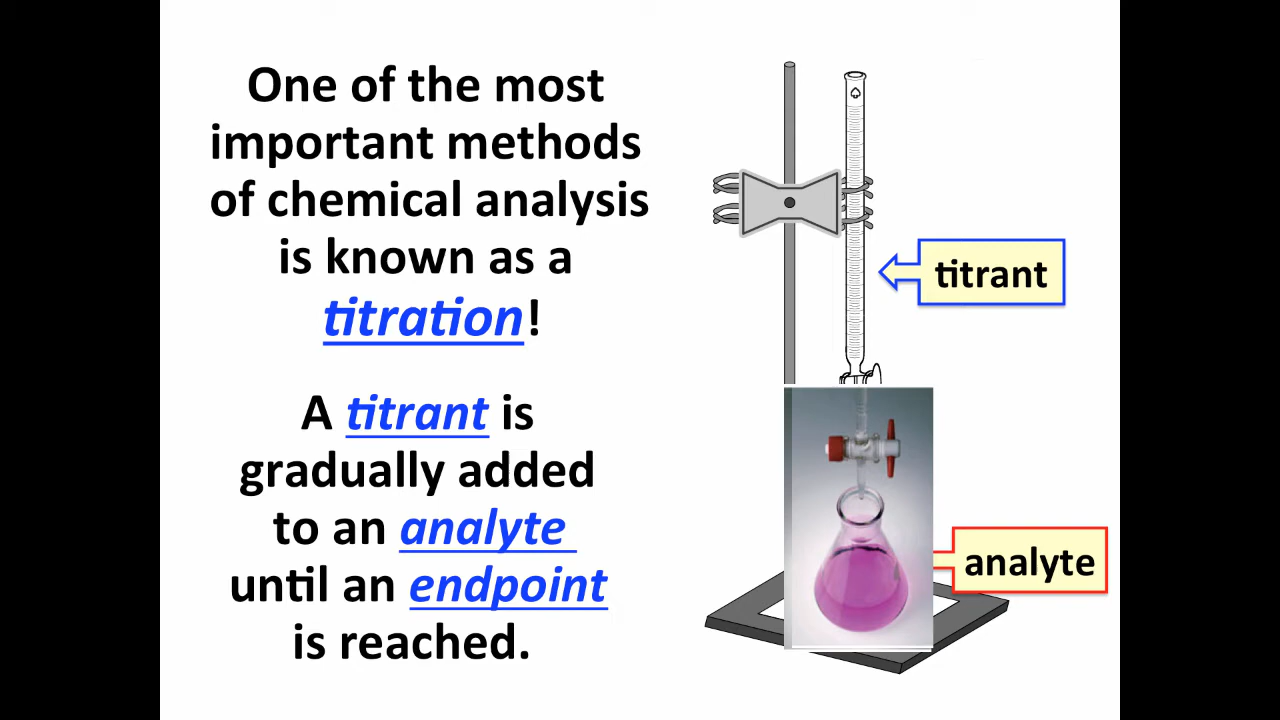 One of the most
important methods
of chemical analysis
is known as a
titration!
A titrant is
gradually added
to an analyte
until an endpoint
is reached.
titrant
analyte